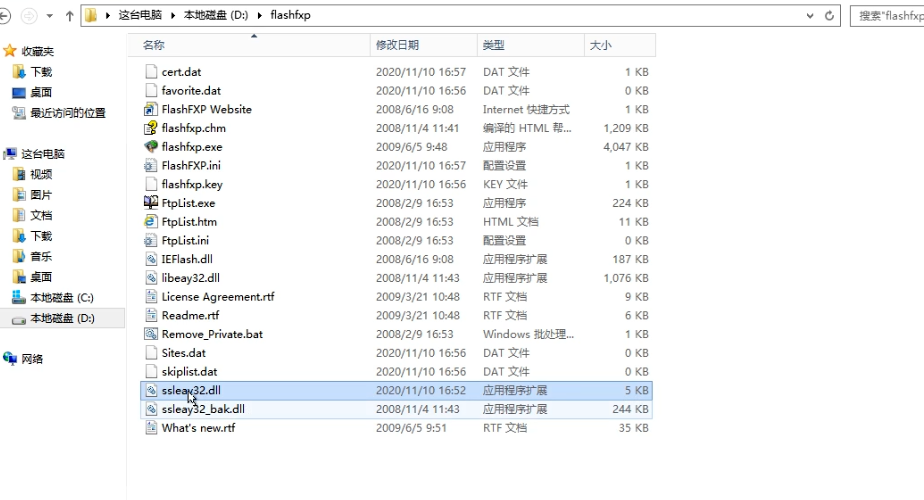 这台电脑 本地磁盘 (D:) flashfxp
搜索"flashfxp
名称 修改日期 类型 大小
收藏夹
下载
桌面
最近访问的位置
这台电脑
视频
图片
文档
下载
音乐
桌面
本地磁盘 (C:)
本地磁盘 (D:)
网络
cert.dat 2020/11/10 16:57 DAT 文件 1 KB
favorite.dat 2020/11/10 16:56 DAT 文件 0 KB
FlashFXP Website 2008/6/16 9:08 Internet 快捷方式 1 KB
flashfxp.chm 2008/11/4 11:41 编译的 HTML 帮... 1,209 KB
flashfxp.exe 2009/6/5 9:48 应用程序 4,047 KB
FlashFXP.ini 2020/11/10 16:57 配置设置 1 KB
flashfxp.key 2020/11/10 16:56 KEY 文件 1 KB
FtpList.exe 2008/2/9 16:53 应用程序 224 KB
FtpList.htm 2008/2/9 16:53 HTML 文档 11 KB
FtpList.ini 2008/2/9 16:53 配置设置 0 KB
IEFlash.dll 2008/6/16 9:08 应用程序扩展 187 KB
libeay32.dll 2008/11/4 11:43 应用程序扩展 1,076 KB
License Agreement.rtf 2009/3/21 10:48 RTF 文档 9 KB
Readme.rtf 2009/3/21 10:48 RTF 文档 6 KB
Remove_Private.bat 2008/2/9 16:53 Windows 批处理... 1 KB
Sites.dat 2020/11/10 16:56 DAT 文件 0 KB
skiplist.dat 2020/11/10 16:56 DAT 文件 0 KB
ssleay32.dll 2020/11/10 16:52 应用程序扩展 5 KB
ssleay32_bak.dll 2008/11/4 11:43 应用程序扩展 244 KB
What's new.rtf 2009/6/5 9:51 RTF 文档 35 KB